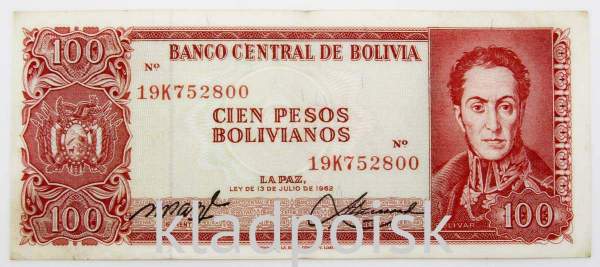 100
BANCO CENTRAL DE BOLIVIA
Nº
19K752800
CIEN PESOS
BOLIVIANOS
Nº
19K752800
LA PAZ,
LEY DE 13 DE JULIO DE 1962
100
BOLIVAR
100
kladpoisk